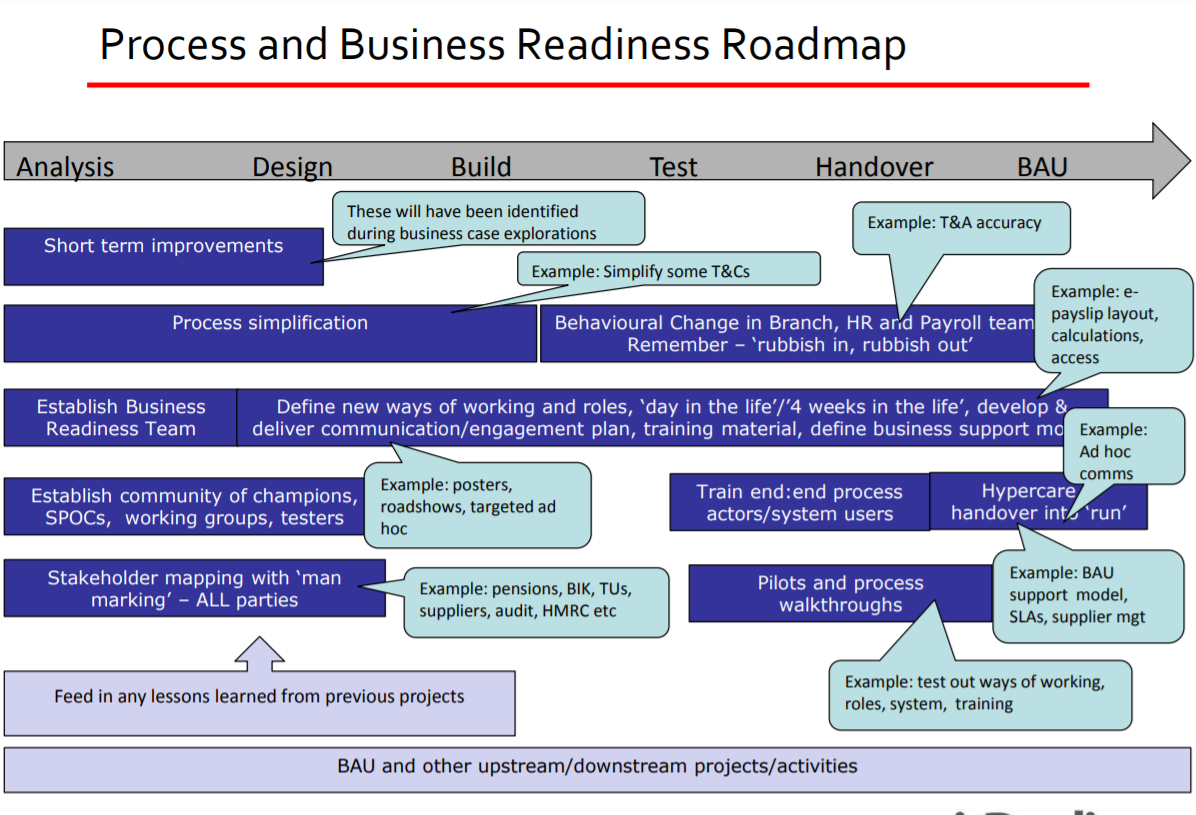 Process and Business Readiness Roadmap
Analysis
Design
Build
Test
Handover
BAU
These will have been identified
during business case explorations
Example: T&A accuracy
Short term improvements
Example: Simplify some T&Cs
Example: e-
payslip layout,
calculations,
access
Process simplification
Behavioural Change in Branch, HR and Payroll team
Remember – ‘rubbish in, rubbish out’
Establish Business
Readiness Team
Define new ways of working and roles, ‘day in the life’/’4 weeks in the life’, develop &
deliver communication/engagement plan, training material, define business support mo
Example:
Ad hoc
comms
Establish community of champions,
SPOCs, working groups, testers
Example: posters,
roadshows, targeted ad
hoc
Train end:end process
actors/system users
Hypercare
handover into ‘run’
Stakeholder mapping with ‘man
marking’ – ALL parties
Example: pensions, BIK, TUs,
suppliers, audit, HMRC etc
Pilots and process
walkthroughs
Example: BAU
support model,
SLAs, supplier mgt
Feed in any lessons learned from previous projects
Example: test out ways of working,
roles, system, training
BAU and other upstream/downstream projects/activities